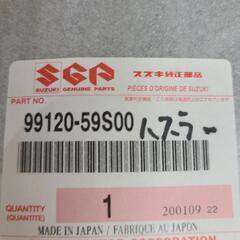 SGP
SUZUKI GENUINE PARTS
スズキ純正部品
PIÈCES D'ORIGINE DE SUZUKI
PART NO.
99120-59S00
ハスラー
QUANTITY
(QUANTITÉ)
1
200109 22
MADE IN JAPAN / FABRIQUÉ AU JAPON